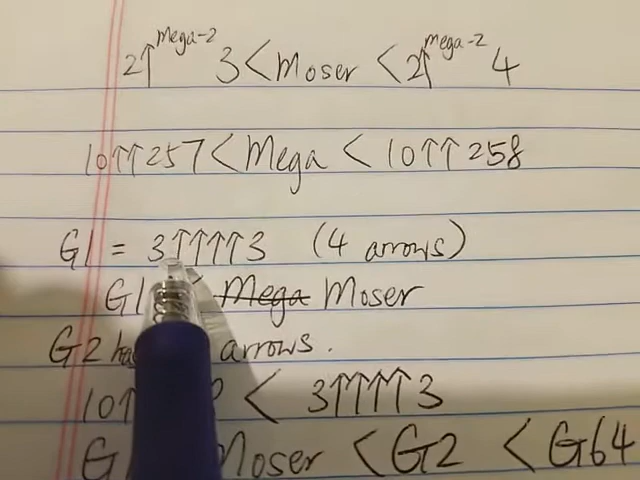 2↑^mega-2 3 < Moser < 2↑^mega-2 4
10↑↑257 < Mega < 10↑↑258
G1 = 3↑↑↑↑3 (4 arrows)
G1 Mega Moser
G2 arrows.
10↑ < 3↑↑↑↑3
G Moser < G2 < G64